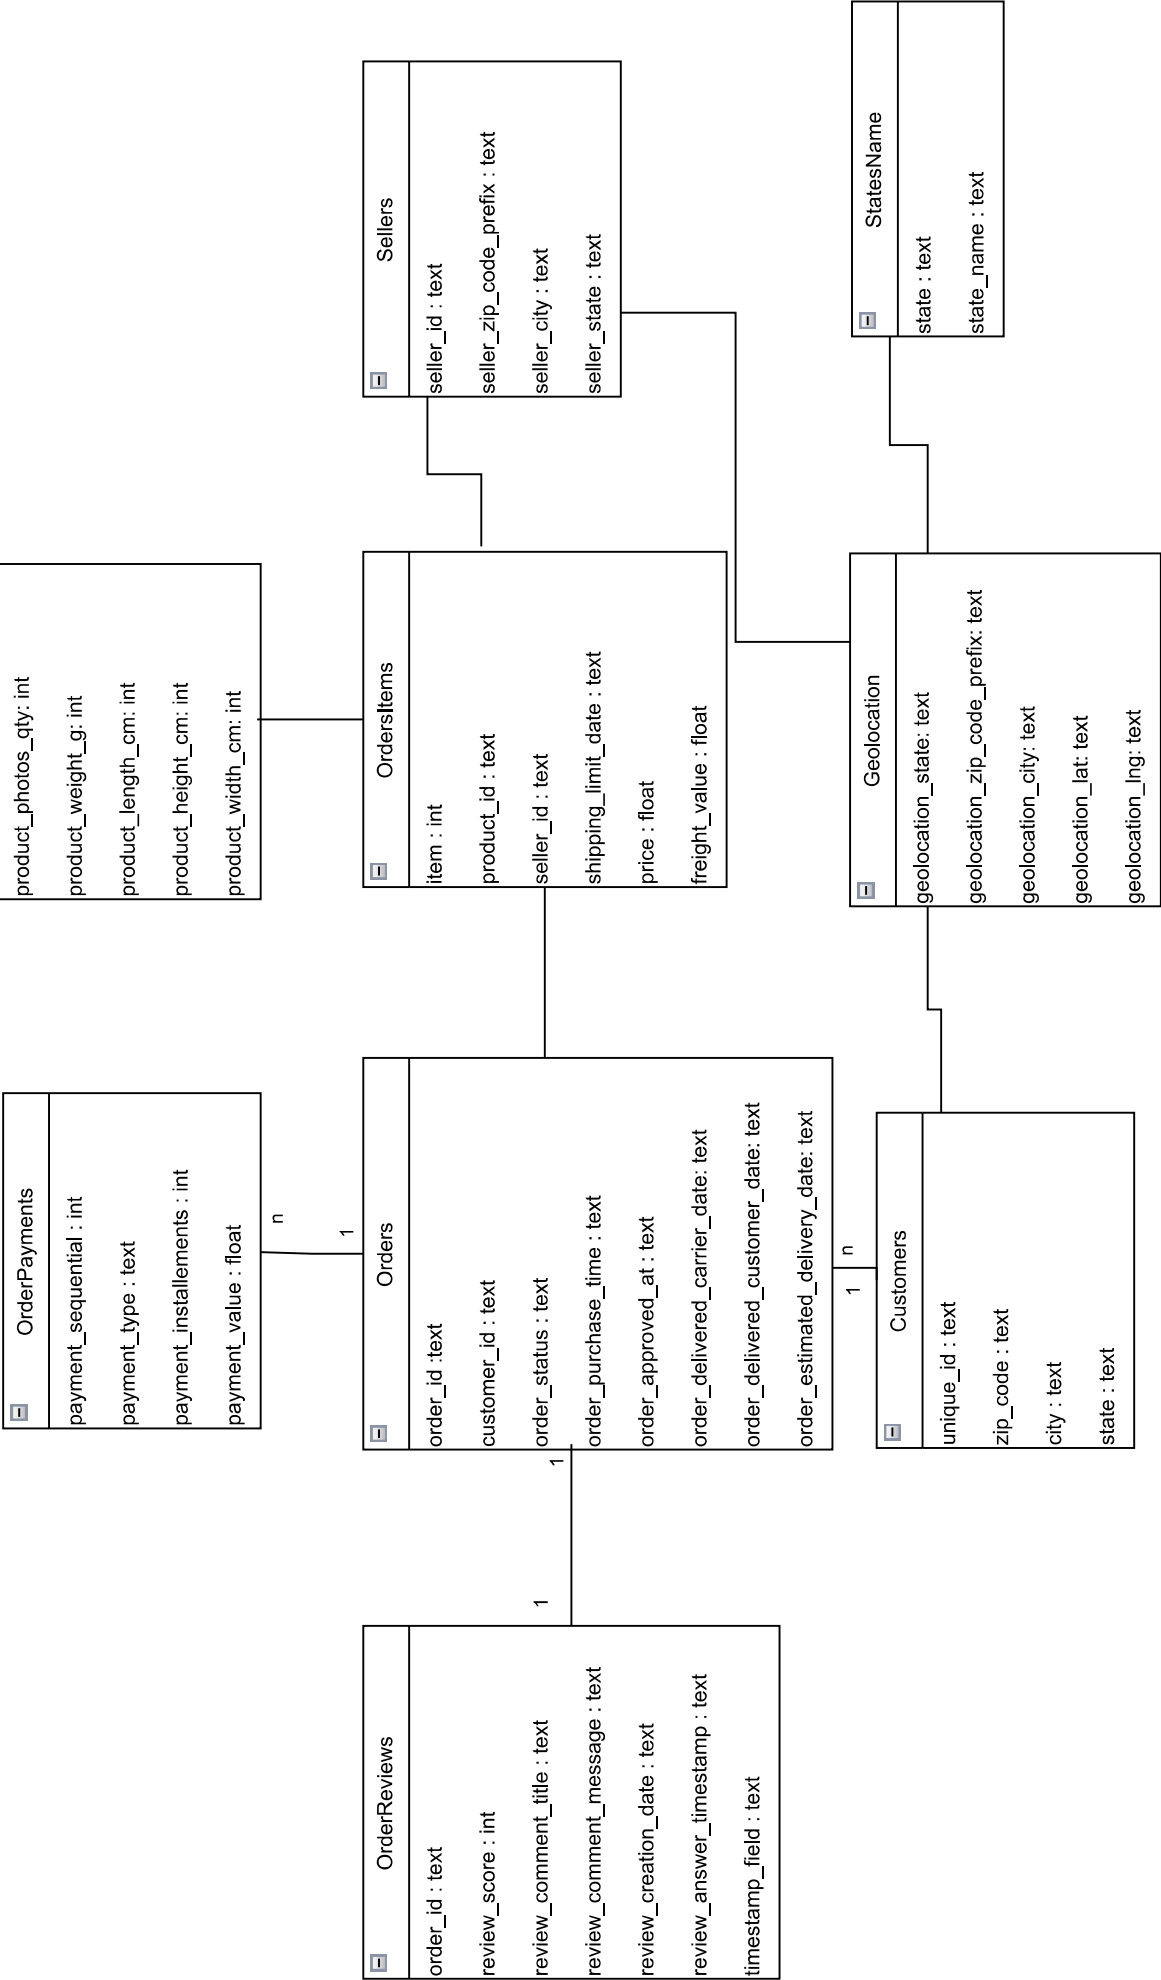 product_photos_qty: int
product_weight_g: int
product_length_cm: int
product_height_cm: int
product_width_cm: int
OrderPayments
payment_sequential : int
payment_type : text
payment_installements : int
payment_value : float
n
1
OrderReviews
order_id : text
review_score : int
review_comment_title : text
review_comment_message : text
review_creation_date : text
review_answer_timestamp : text
timestamp_field : text
1
1
Orders
order_id :text
customer_id : text
order_status : text
order_purchase_time : text
order_approved_at : text
order_delivered_carrier_date: text
order_delivered_customer_date: text
order_estimated_delivery_date: text
OrdersItems
item : int
product_id : text
seller_id : text
shipping_limit_date : text
price : float
freight_value : float
Sellers
seller_id : text
seller_zip_code_prefix : text
seller_city : text
seller_state : text
n
1
Customers
unique_id : text
zip_code : text
city : text
state : text
Geolocation
geolocation_state: text
geolocation_zip_code_prefix: text
geolocation_city: text
geolocation_lat: text
geolocation_lng: text
StatesName
state : text
state_name : text